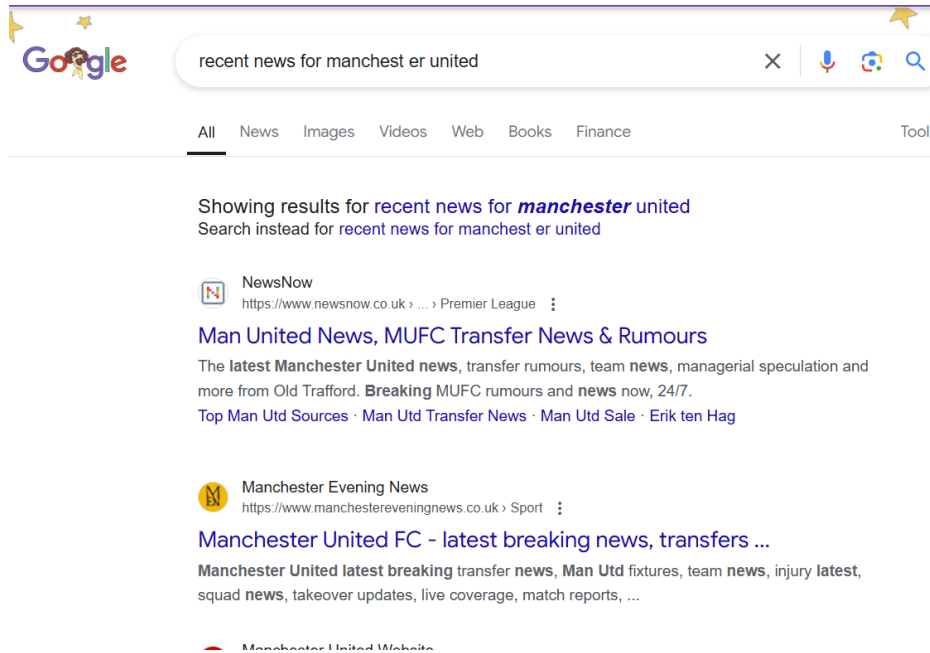 Google
recent news for manchest er united
All News Images Videos Web Books Finance Tool
Showing results for recent news for manchester united
Search instead for recent news for manchest er united
NewsNow
https://www.newsnow.co.uk › ... › Premier League
Man United News, MUFC Transfer News & Rumours
The latest Manchester United news, transfer rumours, team news, managerial speculation and
more from Old Trafford. Breaking MUFC rumours and news now, 24/7.
Top Man Utd Sources · Man Utd Transfer News · Man Utd Sale · Erik ten Hag
Manchester Evening News
https://www.manchestereveningnews.co.uk › Sport
Manchester United FC - latest breaking news, transfers ...
Manchester United latest breaking transfer news, Man Utd fixtures, team news, injury latest,
squad news, takeover updates, live coverage, match reports, ...
Manchester United Website